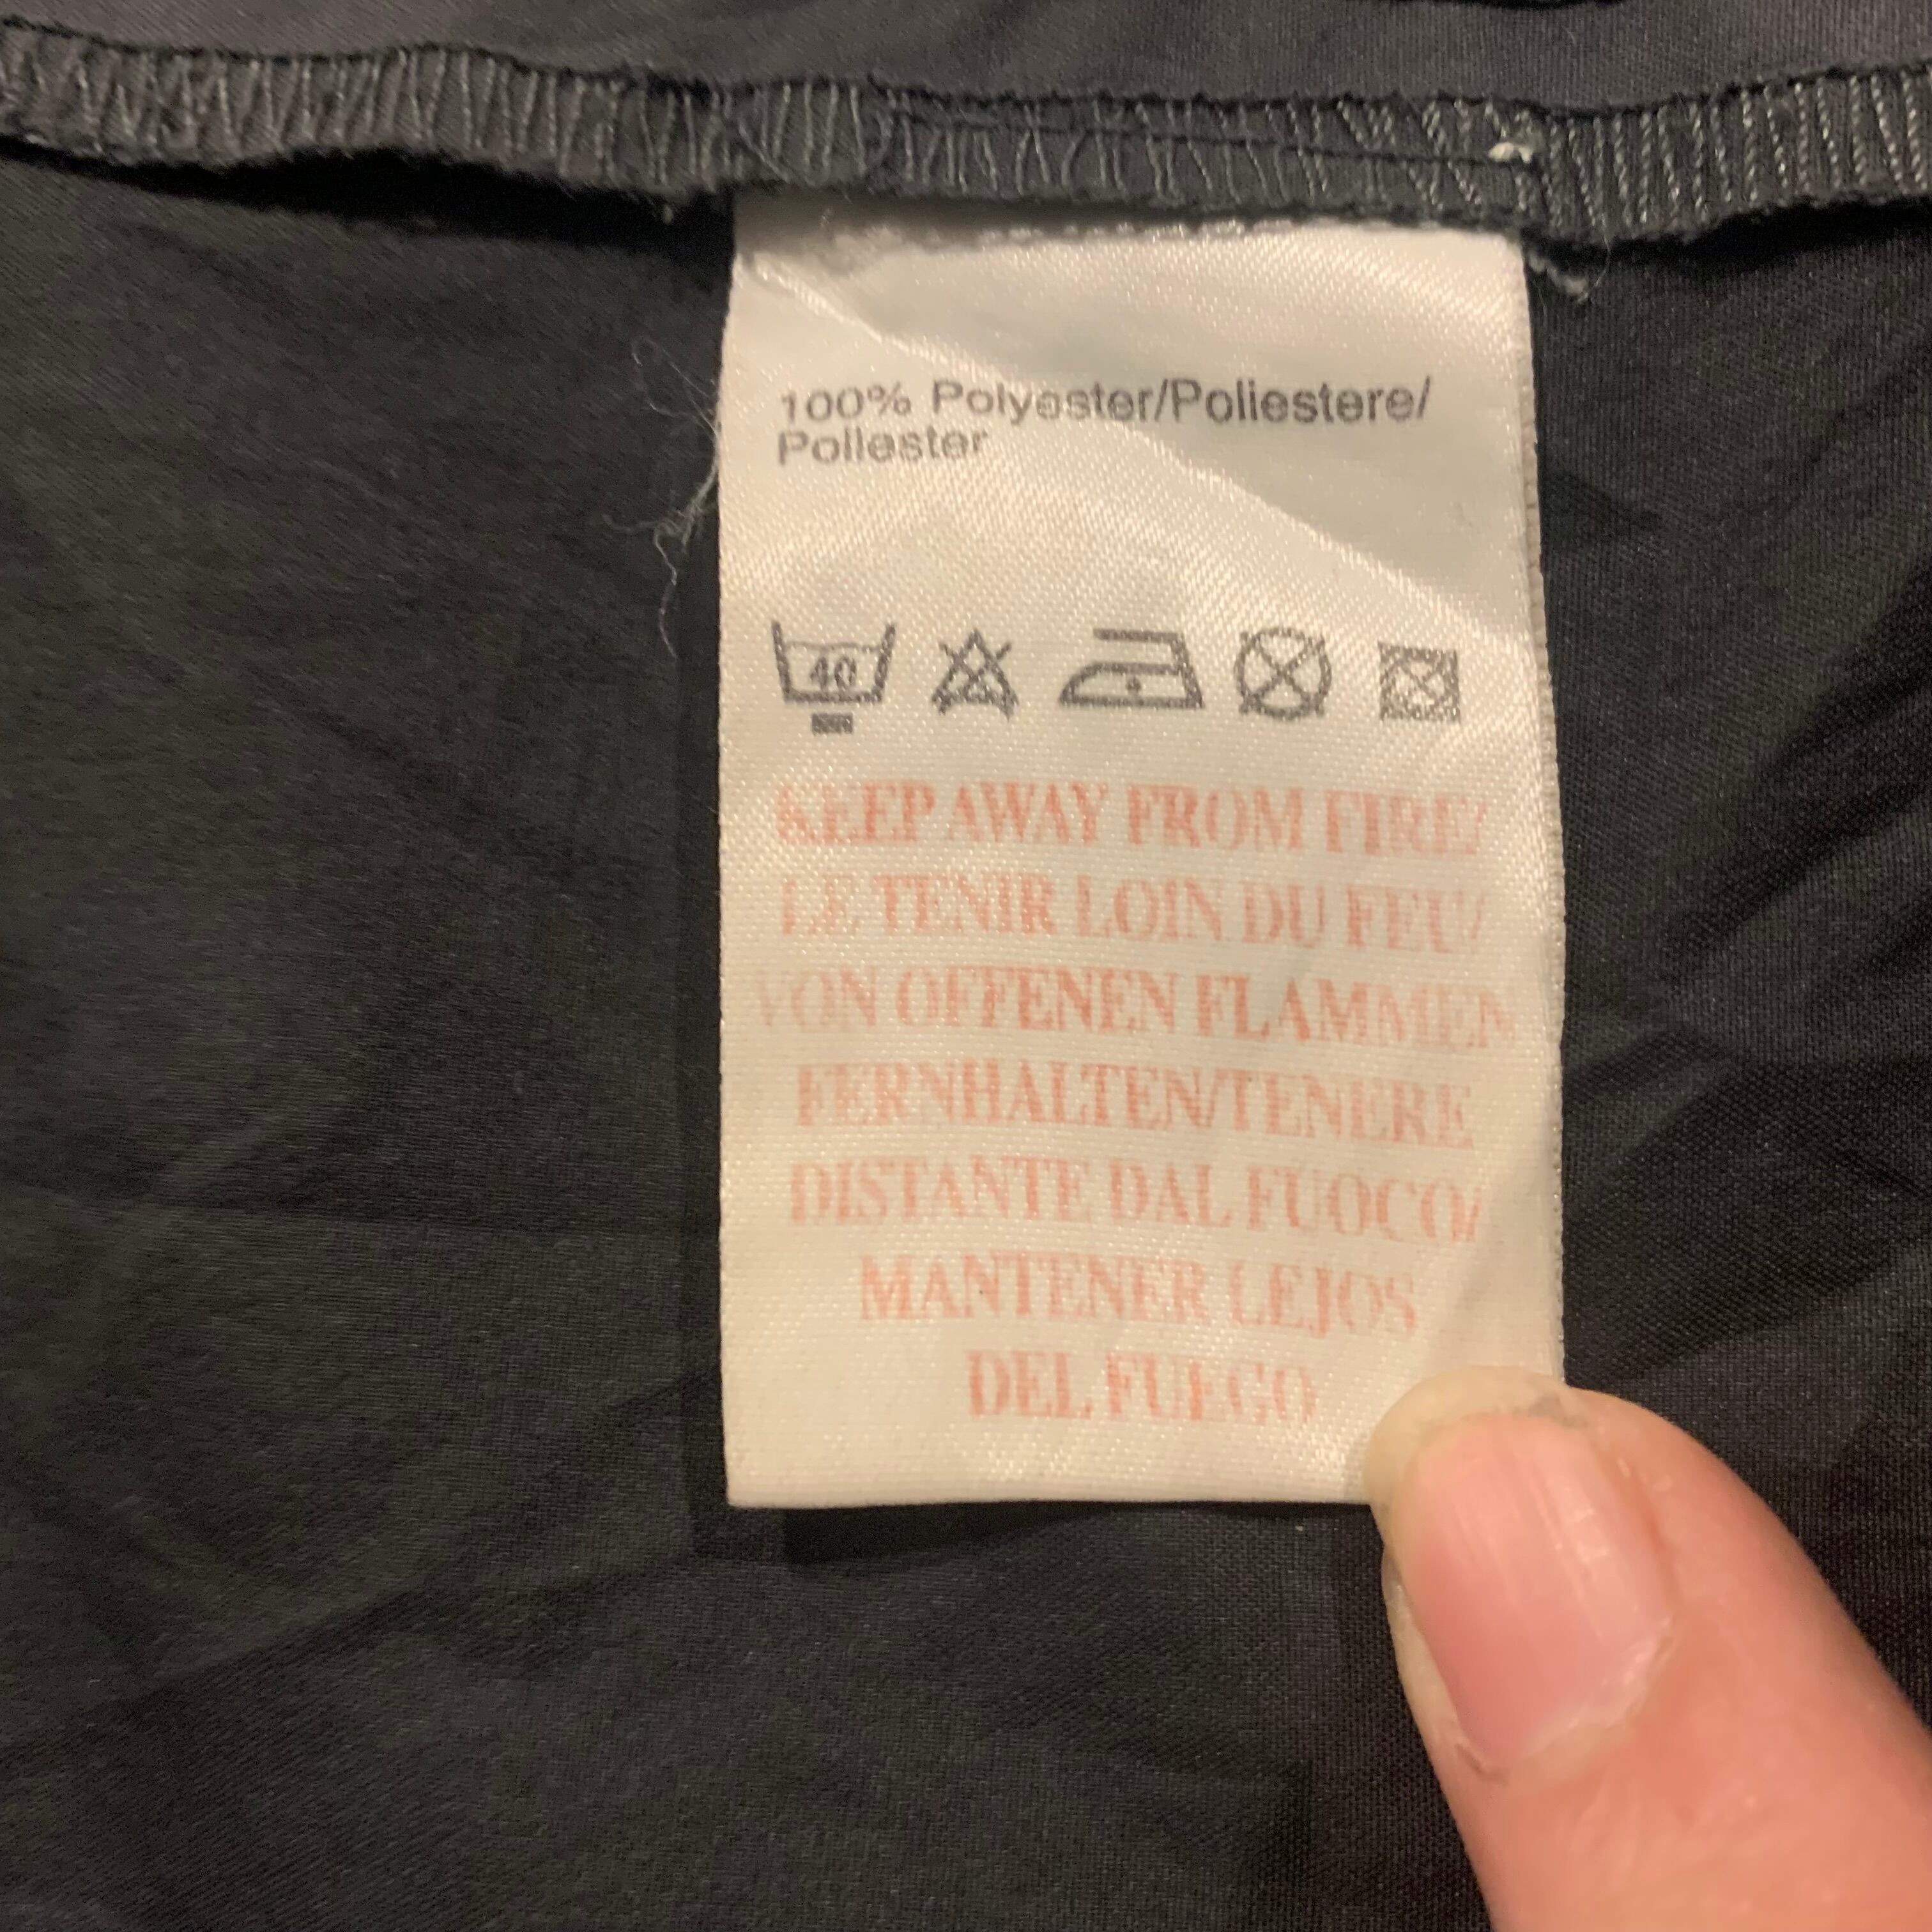 100% Polyester/Poliestere/
Poliester
40
KEEP AWAY FROM FIRE/
LE TENIR LOIN DU FEU/
VON OFFENEN FLAMMEN
FERNHALTEN/TENERE
DISTANTE DAL FUOCO/
MANTENER LEJOS
DEL FUEGO